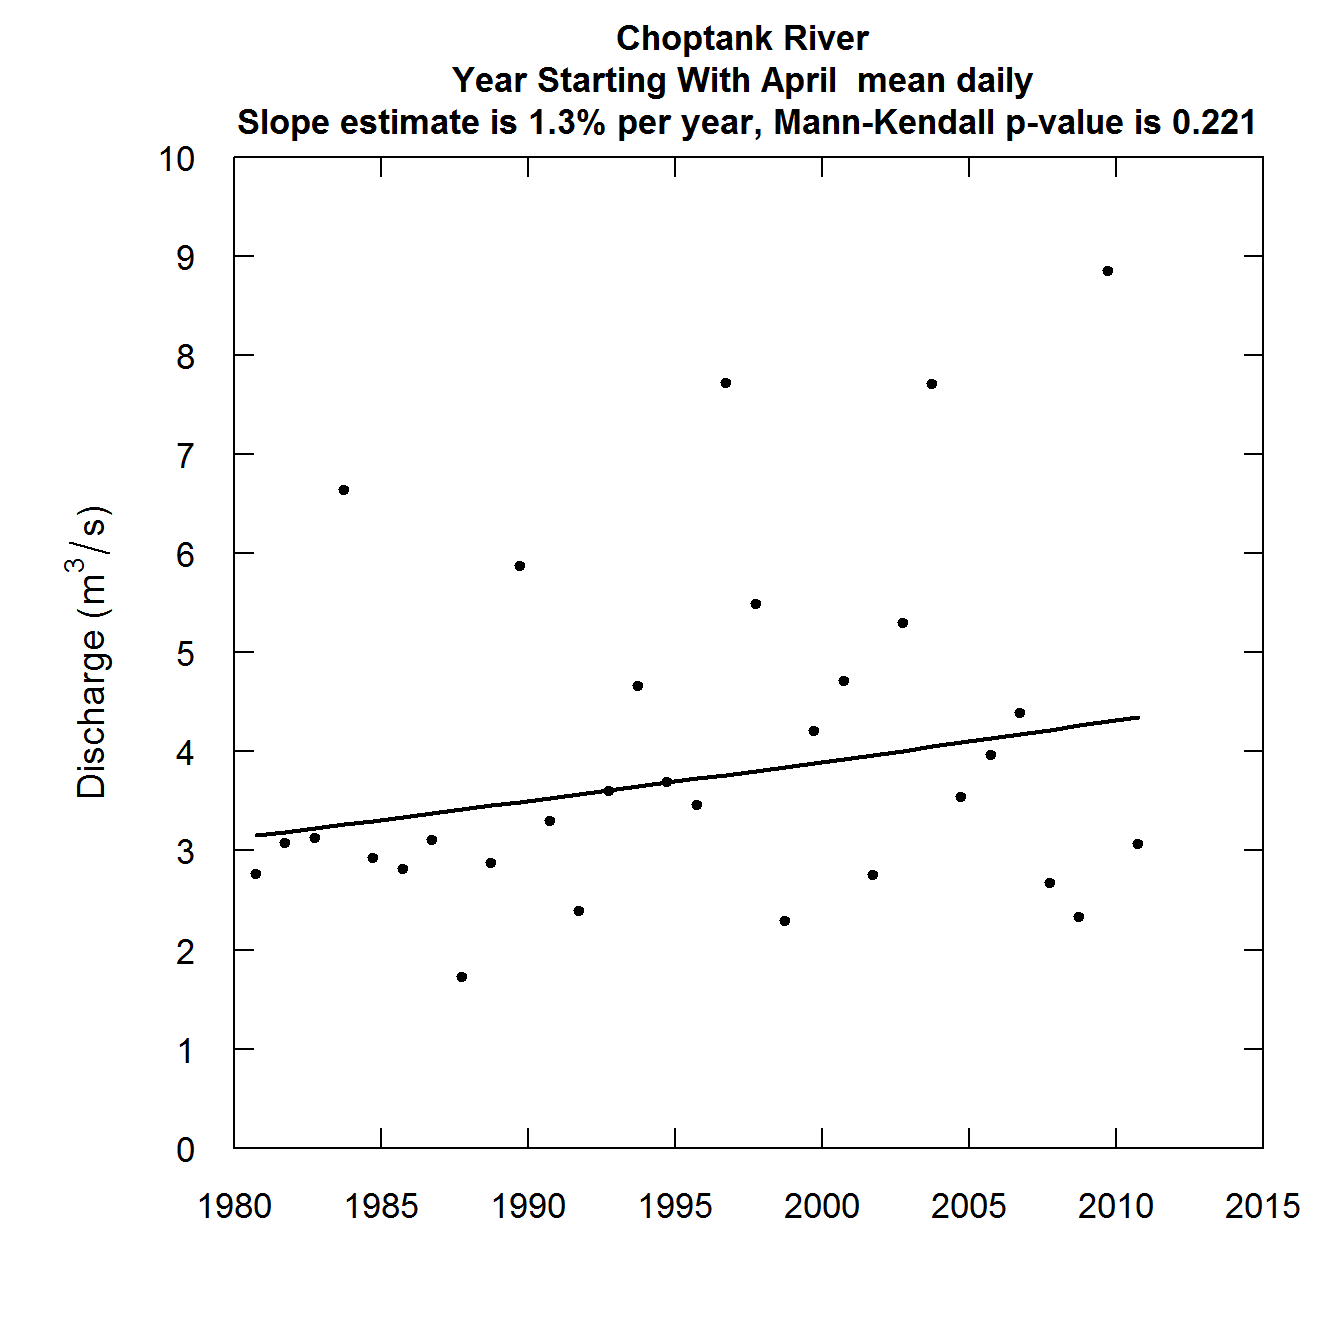 Choptank River
Year Starting With April  mean daily
Slope estimate is 1.3% per year, Mann-Kendall p-value is 0.221
10
9
8
7
6
5
4
3
2
1
0
Discharge (m³/s)
1980 1985 1990 1995 2000 2005 2010 2015